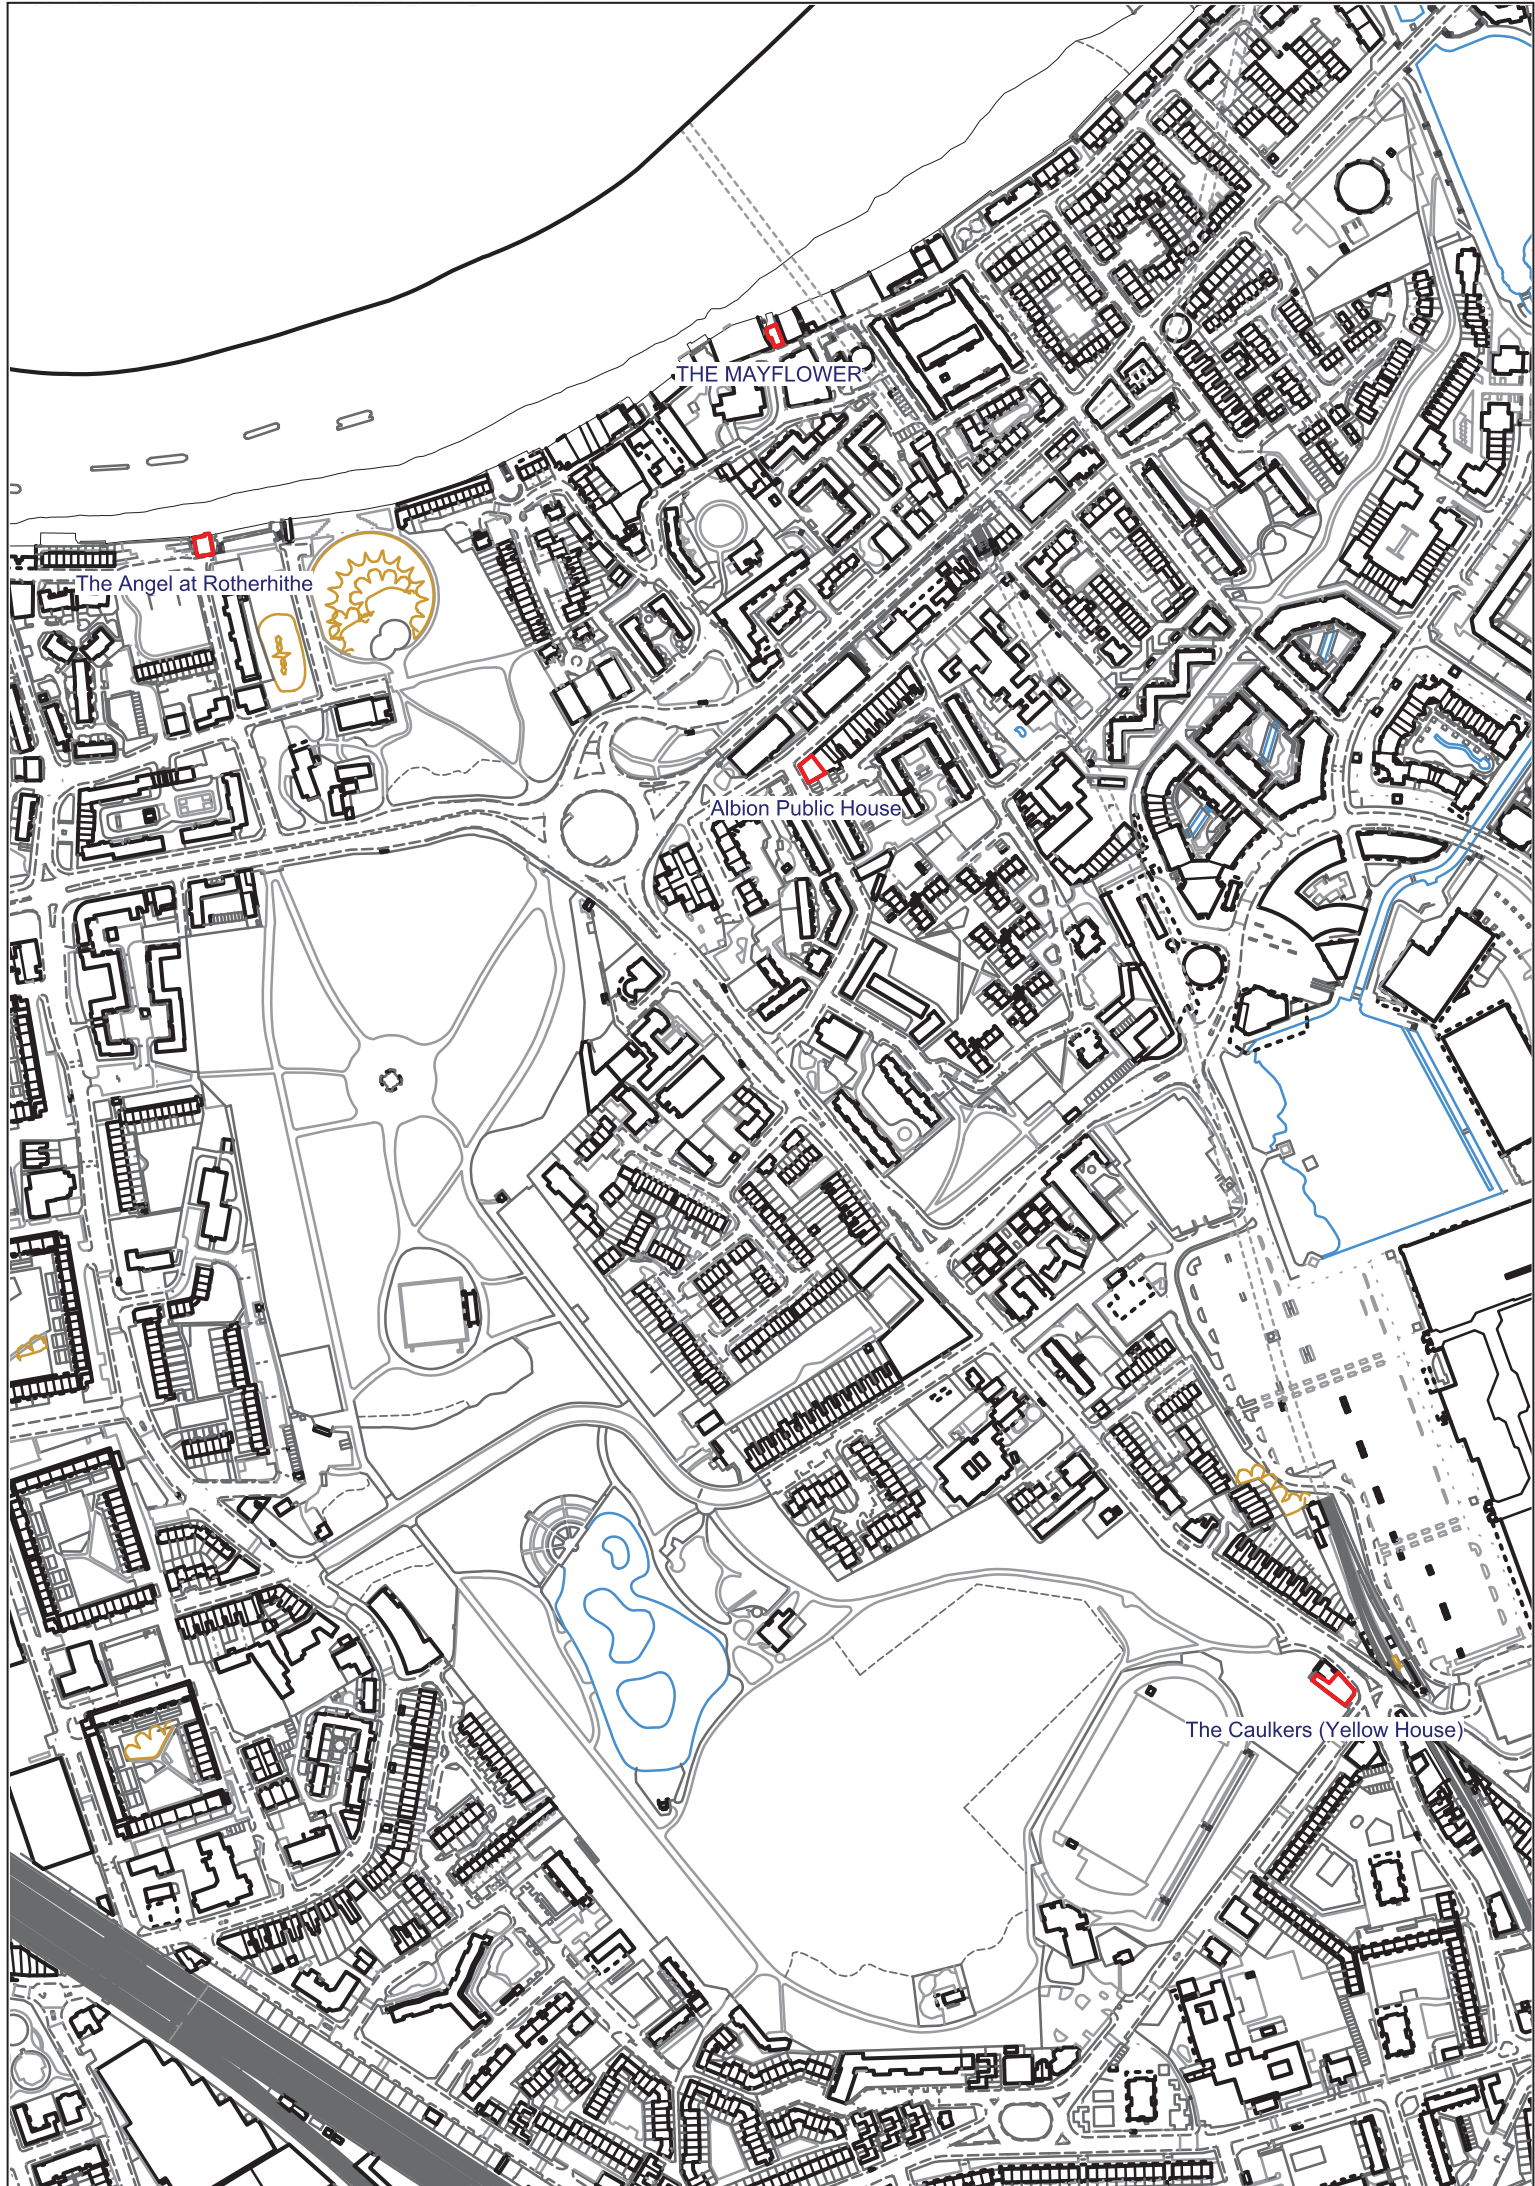 THE MAYFLOWER
The Angel at Rotherhithe
Albion Public House
The Caulkers (Yellow House)